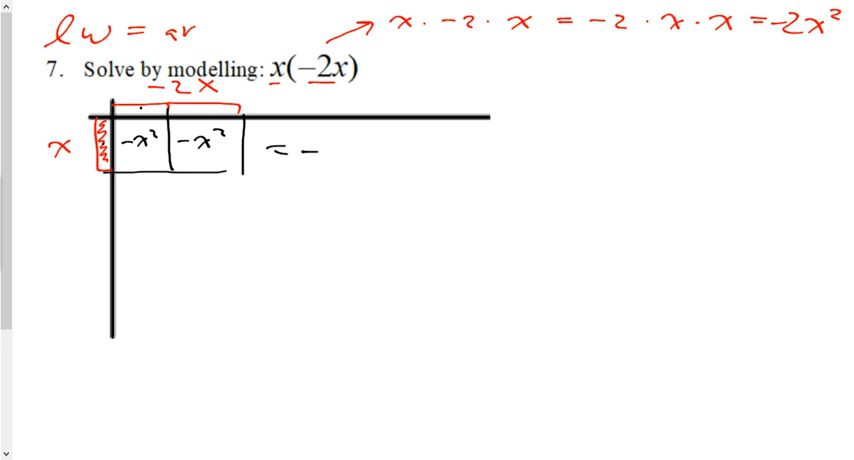 lw = ar
→ x · -2 · x = -2 · x · x = -2x²
7. Solve by modelling: x(−2x)
-2x
x -x² -x² = -